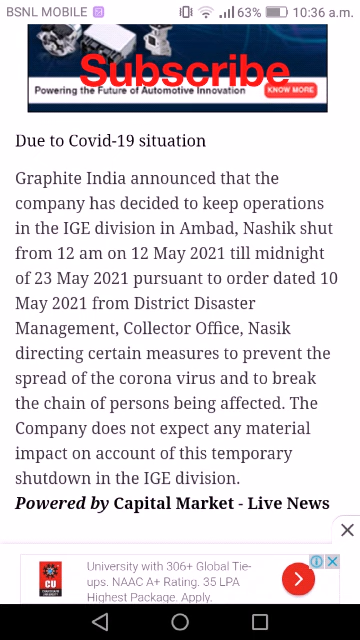 BSNL MOBILE 63% 10:36 a.m.
Subscribe
Powering the Future of Automotive Innovation KNOW MORE
Due to Covid-19 situation
Graphite India announced that the
company has decided to keep operations
in the IGE division in Ambad, Nashik shut
from 12 am on 12 May 2021 till midnight
of 23 May 2021 pursuant to order dated 10
May 2021 from District Disaster
Management, Collector Office, Nasik
directing certain measures to prevent the
spread of the corona virus and to break
the chain of persons being affected. The
Company does not expect any material
impact on account of this temporary
shutdown in the IGE division.
Powered by Capital Market - Live News
CU
University with 306+ Global Tie-
ups. NAAC A+ Rating. 35 LPA
Highest Package. Apply.